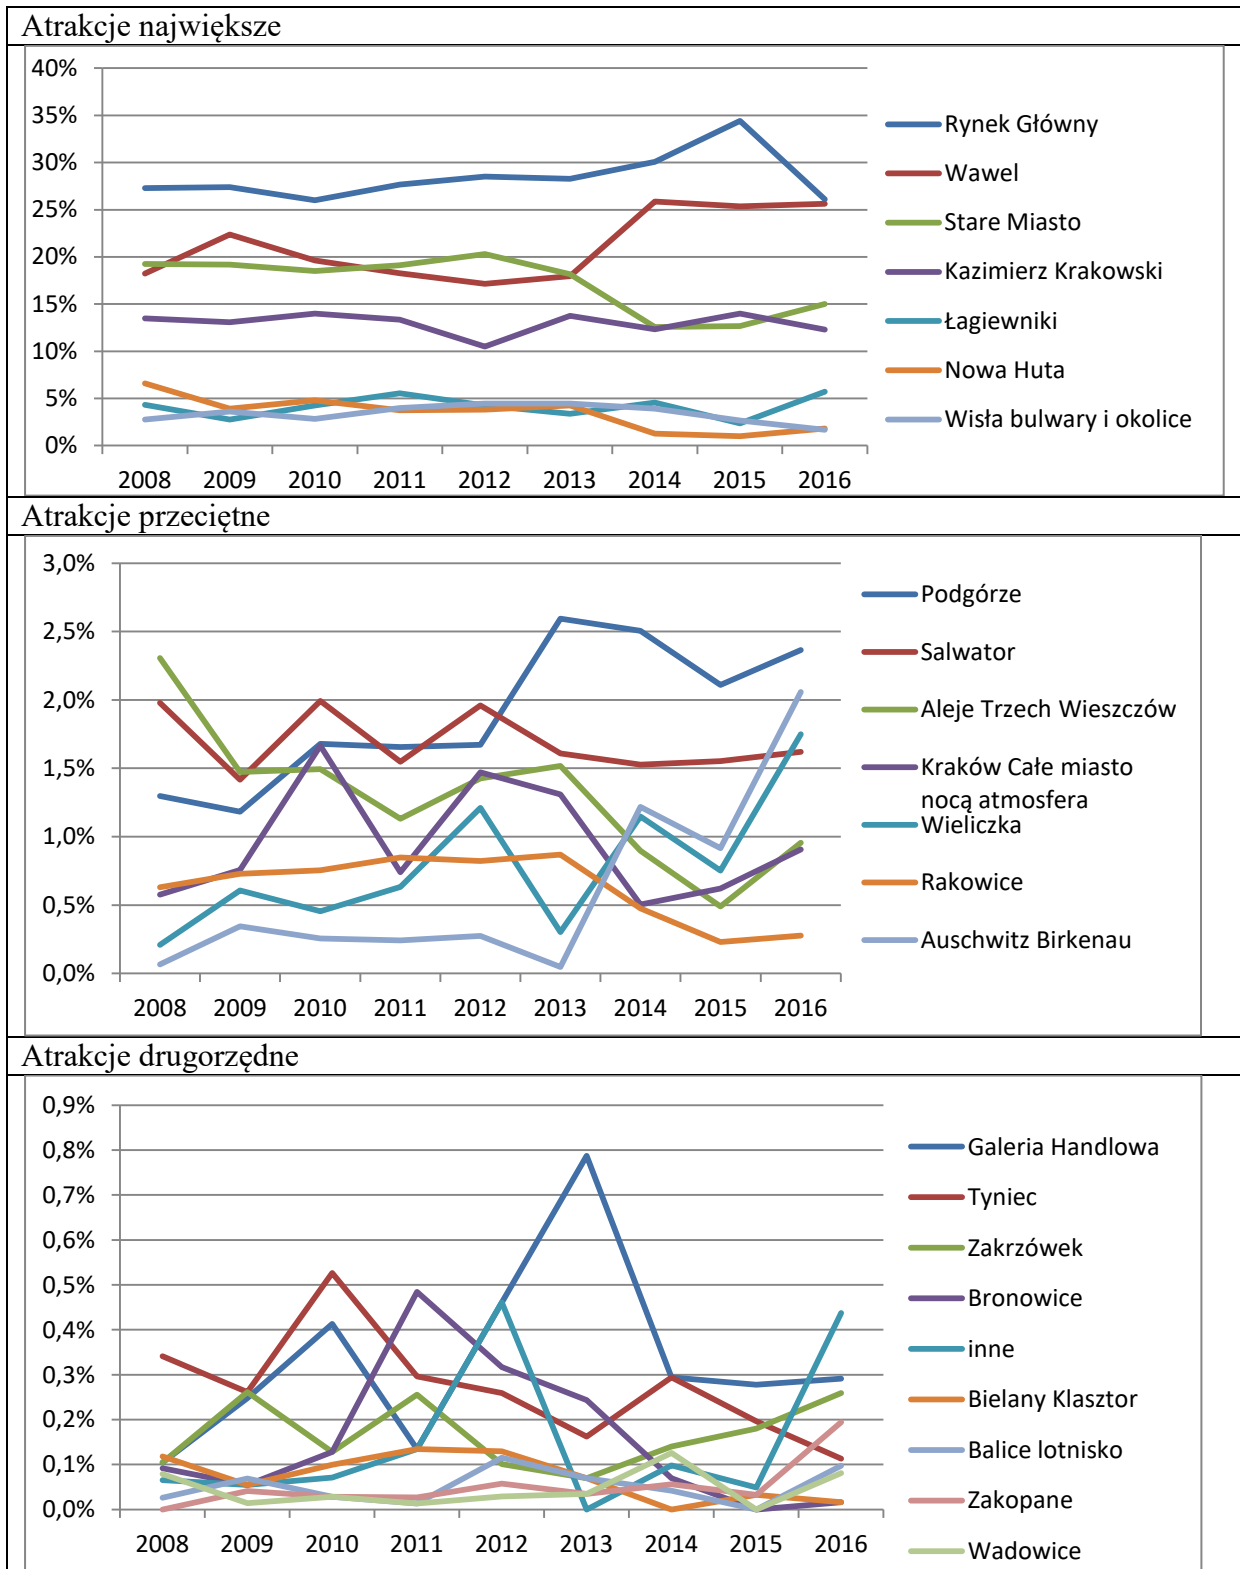 Atrakcje największe
40%
35%
30%
25%
20%
15%
10%
5%
0%
2008 2009 2010 2011 2012 2013 2014 2015 2016
Rynek Główny
Wawel
Stare Miasto
Kazimierz Krakowski
Łagiewniki
Nowa Huta
Wisła bulwary i okolice
Atrakcje przeciętne
3,0%
2,5%
2,0%
1,5%
1,0%
0,5%
0,0%
2008 2009 2010 2011 2012 2013 2014 2015 2016
Podgórze
Salwator
Aleje Trzech Wieszczów
Kraków Całe miasto
nocą atmosfera
Wieliczka
Rakowice
Auschwitz Birkenau
Atrakcje drugorzędne
0,9%
0,8%
0,7%
0,6%
0,5%
0,4%
0,3%
0,2%
0,1%
0,0%
2008 2009 2010 2011 2012 2013 2014 2015 2016
Galeria Handlowa
Tyniec
Zakrzówek
Bronowice
inne
Bielany Klasztor
Balice lotnisko
Zakopane
Wadowice